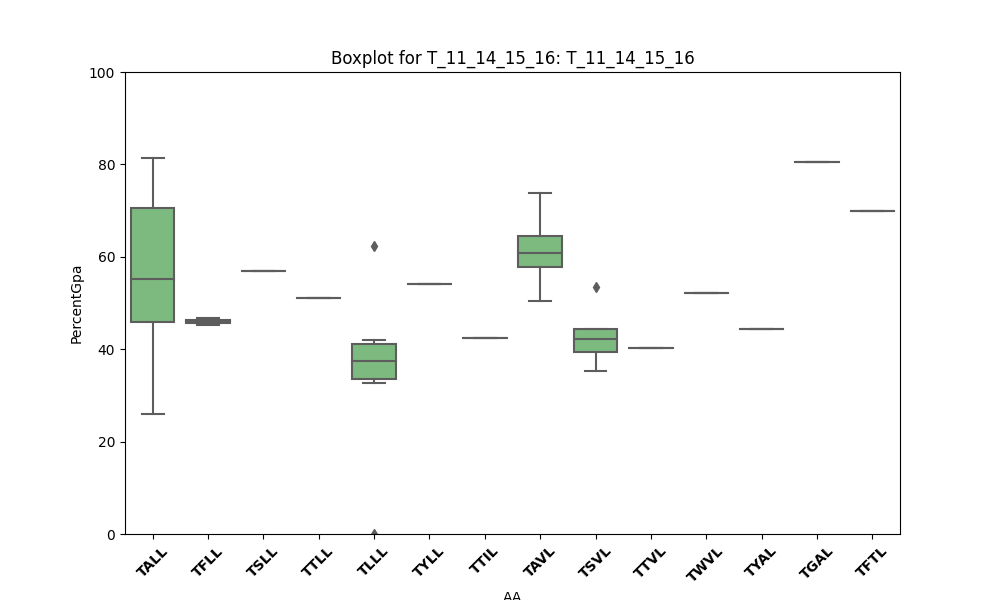 Boxplot for T_11_14_15_16: T_11_14_15_16
100
80
60
40
20
0
PercentGpa
TALL
TFLL
TSLL
TTLL
TLLL
TYLL
TTIL
TAVL
TSVL
TTVL
TWVL
TYAL
TGAL
TFTL
AA